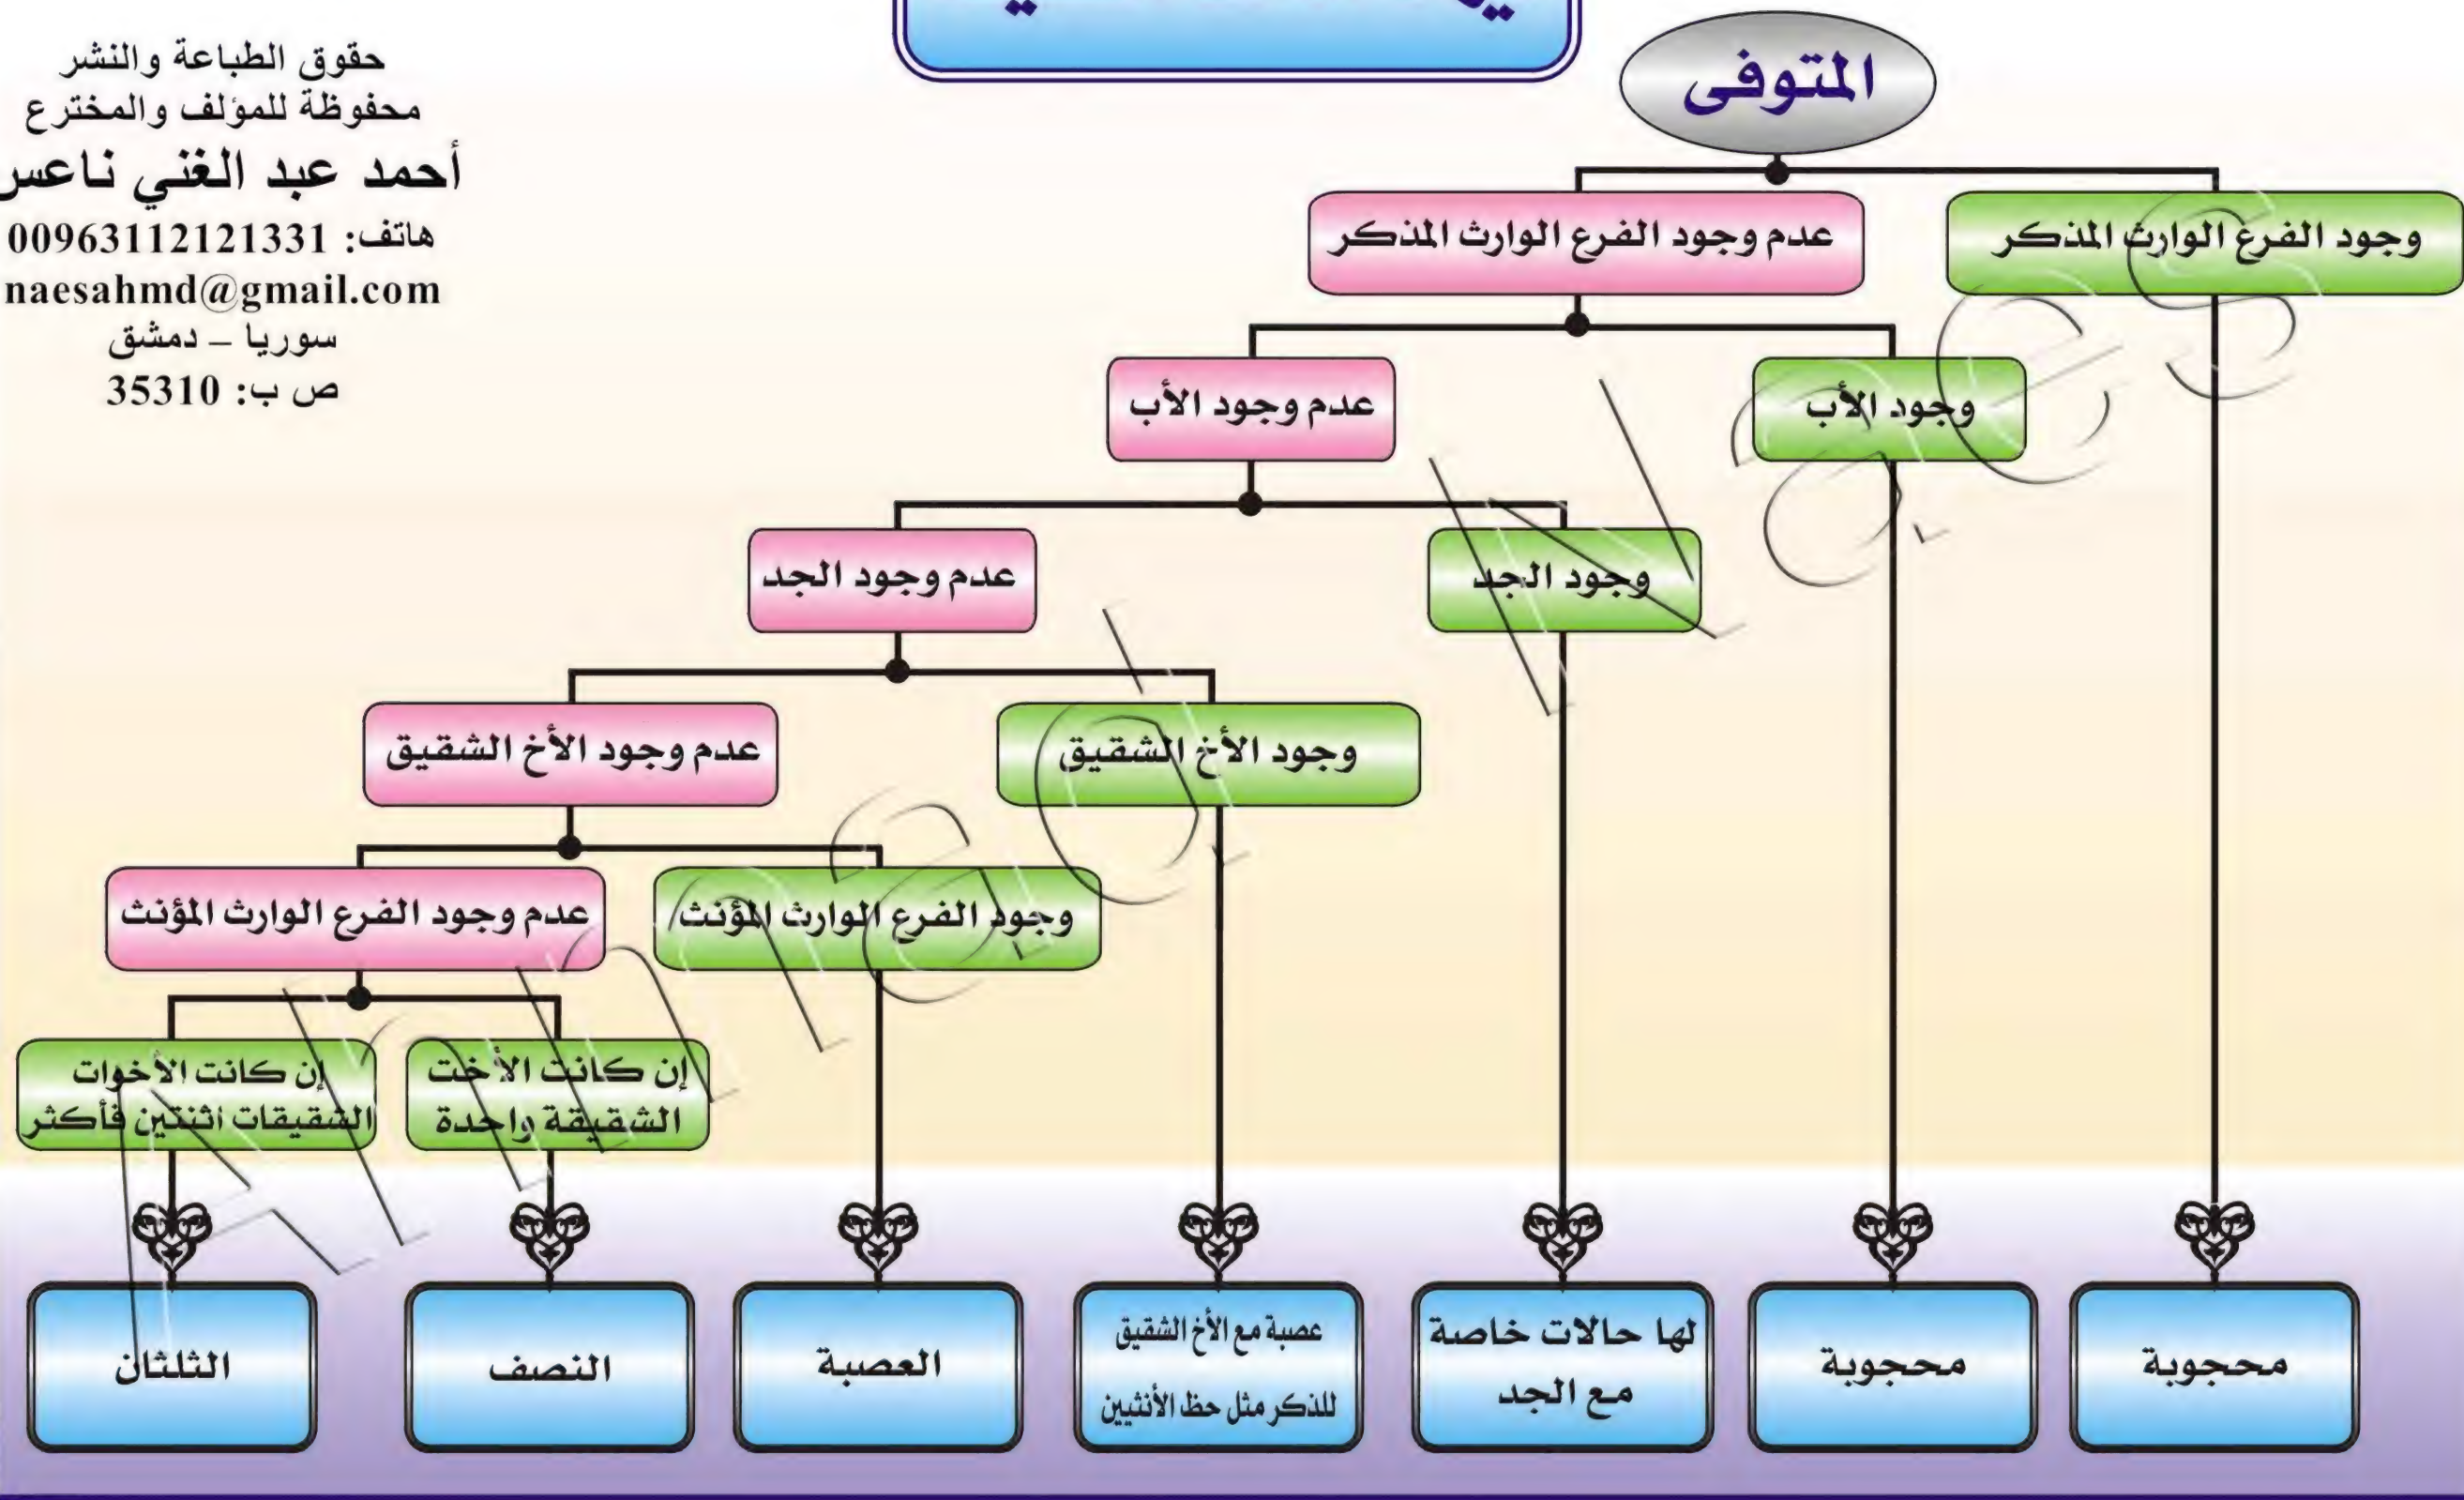 حقوق الطباعة والنشر
محفوظة للمؤلف والمخترع
أحمد عبد الغني ناعس
هاتف: 00963112121331
naesahmd@gmail.com
سوريا – دمشق
ص ب: 35310
المتوفى
وجود الفرع الوارث المذكر
عدم وجود الفرع الوارث المذكر
وجود الأب
عدم وجود الأب
وجود الجد
عدم وجود الجد
وجود الأخ الشقيق
عدم وجود الأخ الشقيق
وجود الفرع الوارث المؤنث
عدم وجود الفرع الوارث المؤنث
إن كانت الأخت
الشقيقة واحدة
إن كانت الأخوات
الشقيقات اثنتين فأكثر
محجوبة
محجوبة
لها حالات خاصة
مع الجد
عصبة مع الأخ الشقيق
للذكر مثل حظ الأنثيين
العصبة
النصف
الثلثان